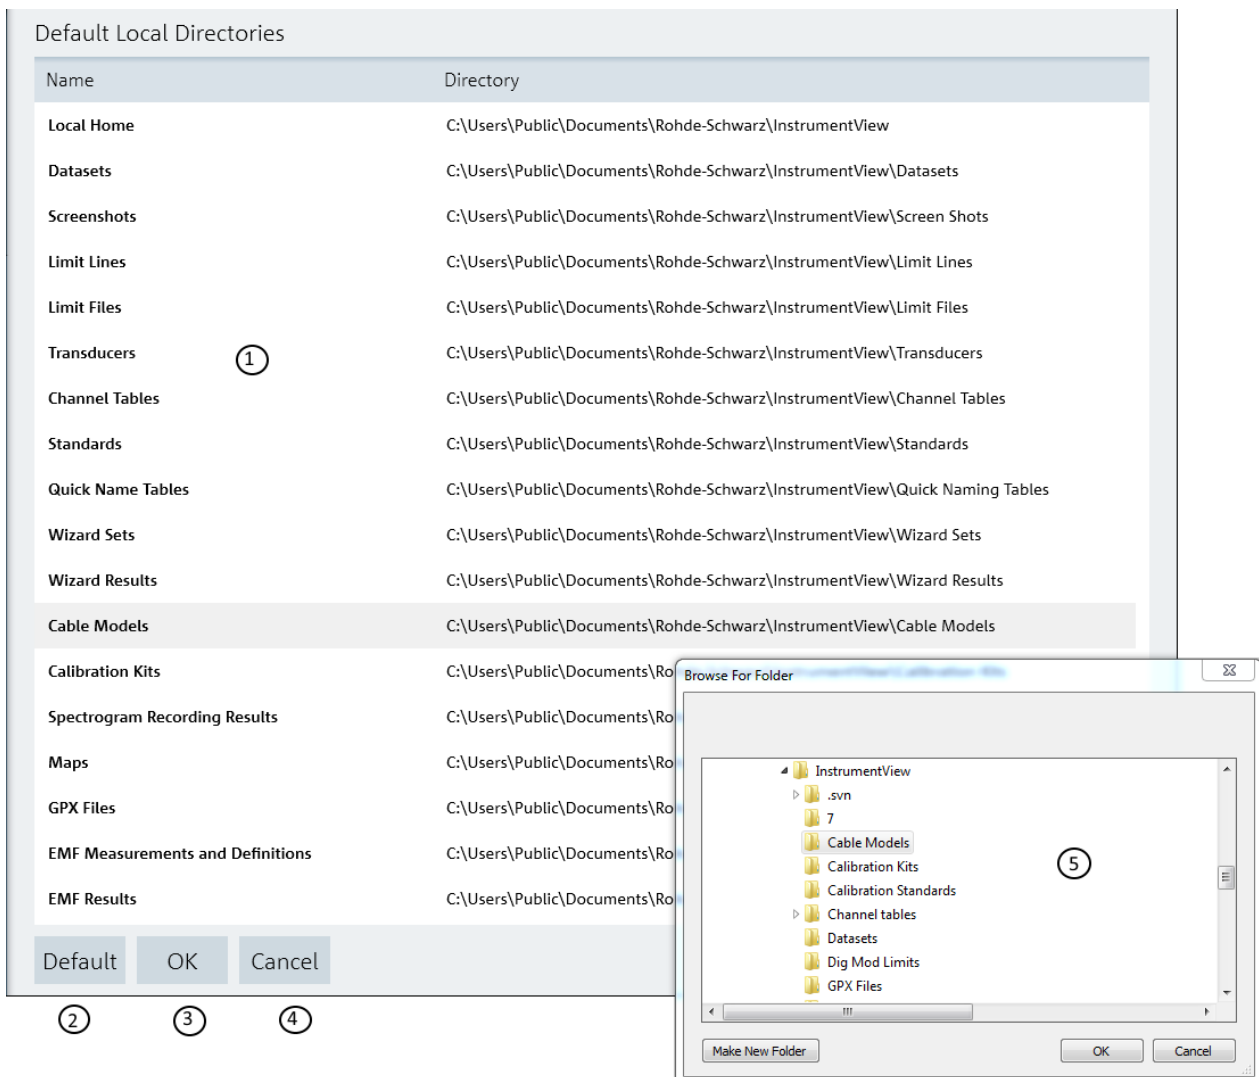 Default Local Directories
Name Directory
Local Home C:\Users\Public\Documents\Rohde-Schwarz\InstrumentView
Datasets C:\Users\Public\Documents\Rohde-Schwarz\InstrumentView\Datasets
Screenshots C:\Users\Public\Documents\Rohde-Schwarz\InstrumentView\Screen Shots
Limit Lines C:\Users\Public\Documents\Rohde-Schwarz\InstrumentView\Limit Lines
Limit Files C:\Users\Public\Documents\Rohde-Schwarz\InstrumentView\Limit Files
Transducers 1 C:\Users\Public\Documents\Rohde-Schwarz\InstrumentView\Transducers
Channel Tables C:\Users\Public\Documents\Rohde-Schwarz\InstrumentView\Channel Tables
Standards C:\Users\Public\Documents\Rohde-Schwarz\InstrumentView\Standards
Quick Name Tables C:\Users\Public\Documents\Rohde-Schwarz\InstrumentView\Quick Naming Tables
Wizard Sets C:\Users\Public\Documents\Rohde-Schwarz\InstrumentView\Wizard Sets
Wizard Results C:\Users\Public\Documents\Rohde-Schwarz\InstrumentView\Wizard Results
Cable Models C:\Users\Public\Documents\Rohde-Schwarz\InstrumentView\Cable Models
Calibration Kits C:\Users\Public\Documents\Ro
Spectrogram Recording Results C:\Users\Public\Documents\Ro
Maps C:\Users\Public\Documents\Ro
GPX Files C:\Users\Public\Documents\Ro
EMF Measurements and Definitions C:\Users\Public\Documents\Ro
EMF Results C:\Users\Public\Documents\Ro
Default OK Cancel
2 3 4
Browse For Folder
InstrumentView
.svn
7
Cable Models
Calibration Kits
5
Calibration Standards
Channel tables
Datasets
Dig Mod Limits
GPX Files
Make New Folder OK Cancel